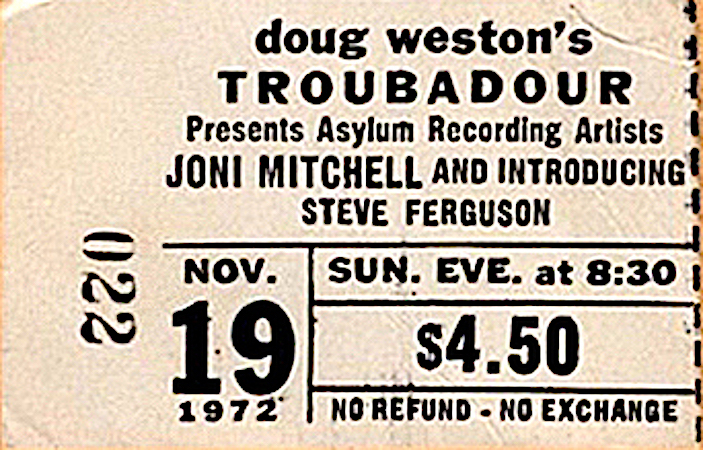 doug weston's
TROUBADOUR
Presents Asylum Recording Artists
JONI MITCHELL AND INTRODUCING
STEVE FERGUSON
022
NOV.
19
1972
SUN. EVE. at 8:30
$4.50
NO REFUND - NO EXCHANGE